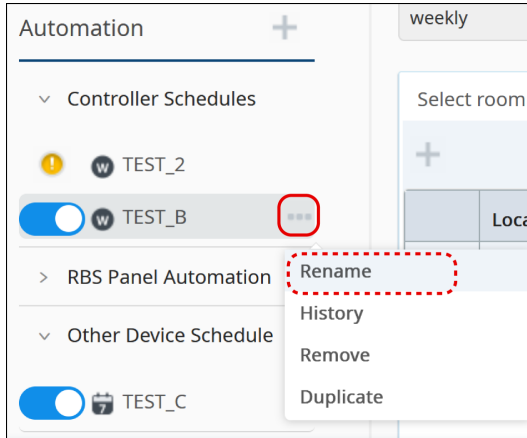 Automation
weekly
Controller Schedules
Select room
W TEST_2
W TEST_B
Loca
RBS Panel Automation
Rename
History
Other Device Schedule
Remove
Duplicate
7 TEST_C